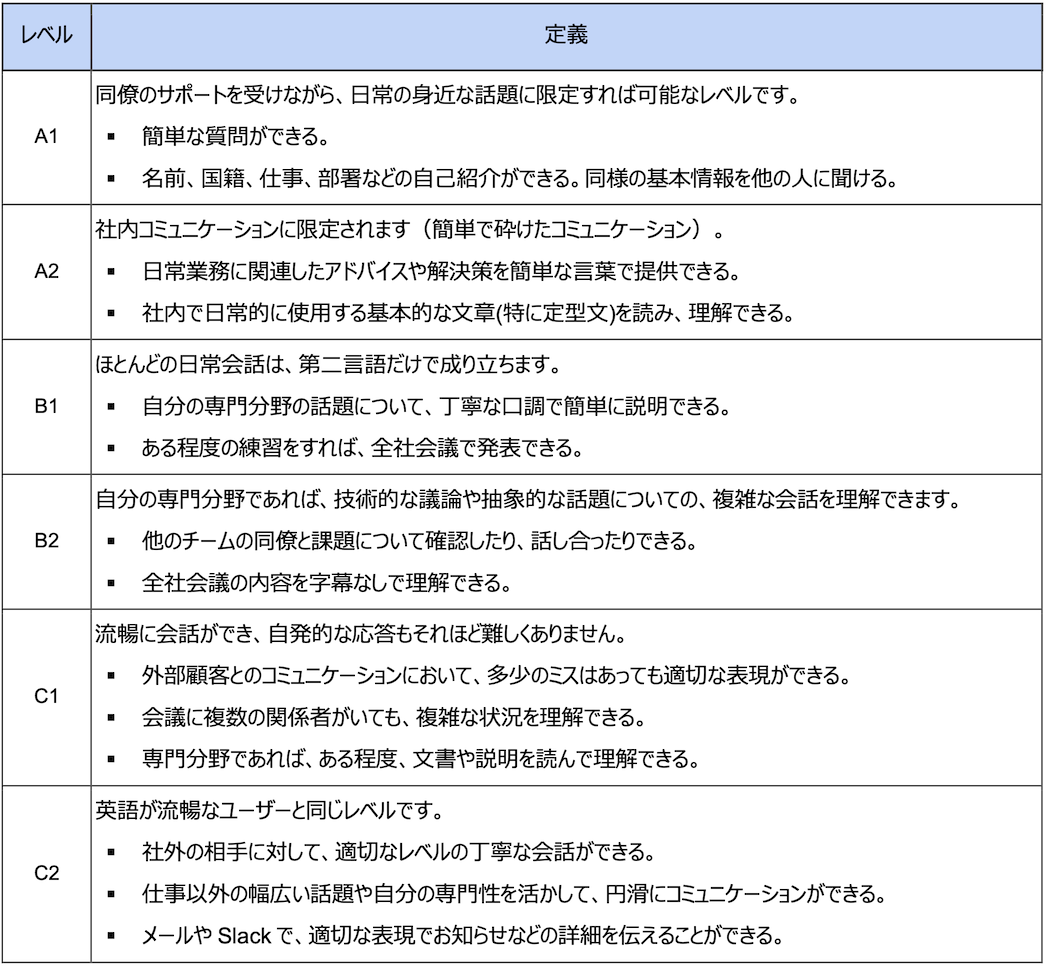 レベル 定義
同僚のサポートを受けながら、日常の身近な話題に限定すれば可能なレベルです。
A1
▪ 簡単な質問ができる。
▪ 名前、国籍、仕事、部署などの自己紹介ができる。同様の基本情報を他の人に聞ける。
社内コミュニケーションに限定されます（簡単で砕けたコミュニケーション）。
A2
▪ 日常業務に関連したアドバイスや解決策を簡単な言葉で提供できる。
▪ 社内で日常的に使用する基本的な文章(特に定型文)を読み、理解できる。
ほとんどの日常会話は、第二言語だけで成り立ちます。
B1
▪ 自分の専門分野の話題について、丁寧な口調で簡単に説明できる。
▪ ある程度の練習をすれば、全社会議で発表できる。
自分の専門分野であれば、技術的な議論や抽象的な話題についての、複雑な会話を理解できます。
B2
▪ 他のチームの同僚と課題について確認したり、話し合ったりできる。
▪ 全社会議の内容を字幕なしで理解できる。
流暢に会話ができ、自発的な応答もそれほど難しくありません。
C1
▪ 外部顧客とのコミュニケーションにおいて、多少のミスはあっても適切な表現ができる。
▪ 会議に複数の関係者がいても、複雑な状況を理解できる。
▪ 専門分野であれば、ある程度、文書や説明を読んで理解できる。
英語が流暢なユーザーと同じレベルです。
C2
▪ 社外の相手に対して、適切なレベルの丁寧な会話ができる。
▪ 仕事以外の幅広い話題や自分の専門性を活かして、円滑にコミュニケーションができる。
▪ メールや Slack で、適切な表現でお知らせなどの詳細を伝えることができる。